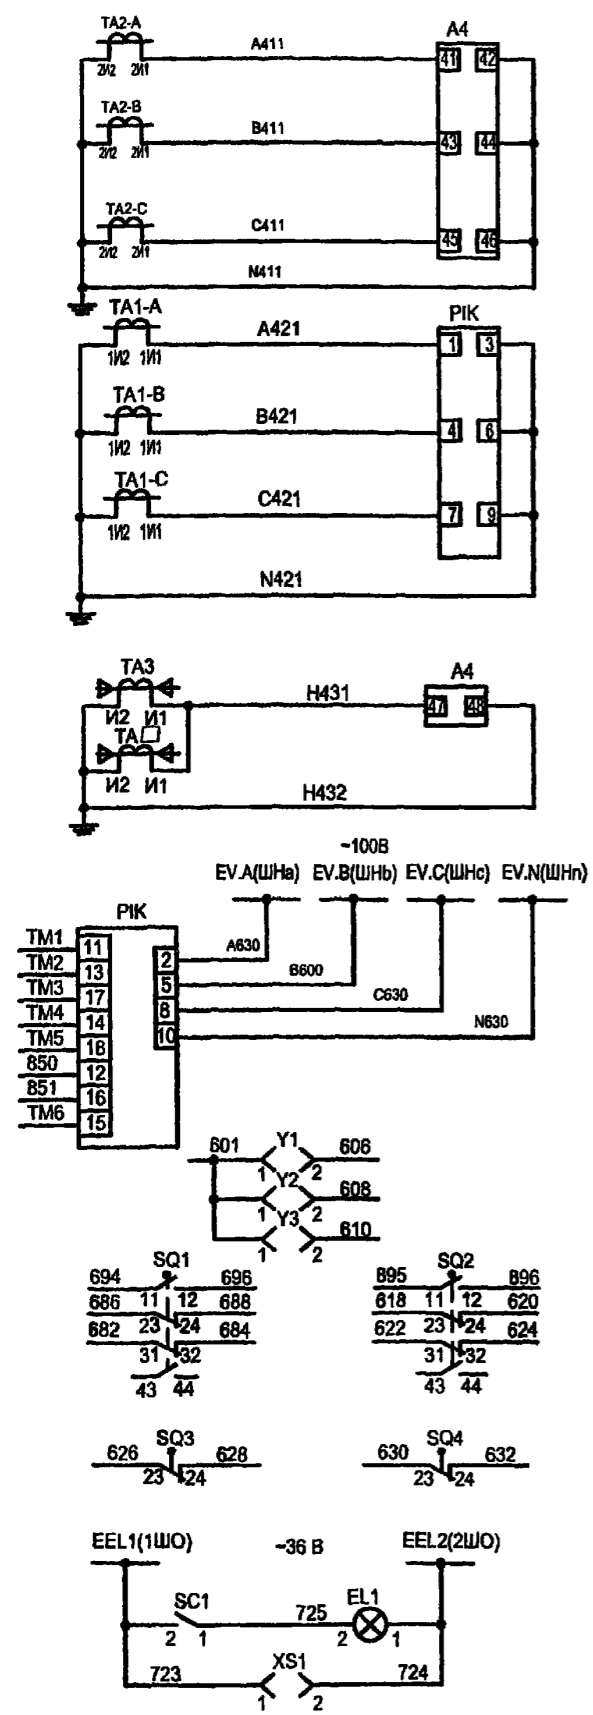 TA2-A A411 A4
2И2 2И1 41 42
TA2-B B411
2И2 2И1 43 44
TA2-C C411
2И2 2И1 45 46
N411
TA1-A A421 PIK
1И2 1И1 1 3
TA1-B B421
1И2 1И1 4 6
TA1-C C421
1И2 1И1 7 9
N421
TA3 H431 A4
И2 И1 47 48
TA
И2 И1 H432
~100В
EV.A(ШНа) EV.B(ШНb) EV.C(ШНс) EV.N(ШНn)
PIK
TM1 11 2 A630
TM2 13 5 B600
TM3 17 8 C630
TM4 14 10 N630
TM5 18
850 12
851 16
TM6 15
601 Y1 606
1 2
Y2 608
1 2
Y3 610
1 2
SQ1 SQ2
694 696 895 896
11 12 11 12
686 688 618 620
23 24 23 24
682 684 622 624
31 32 31 32
43 44 43 44
SQ3 SQ4
626 628 630 632
23 24 23 24
EEL1(1ШО) ~36 В EEL2(2ШО)
SC1 725 EL1
2 1 2 1
723 XS1 724
1 2